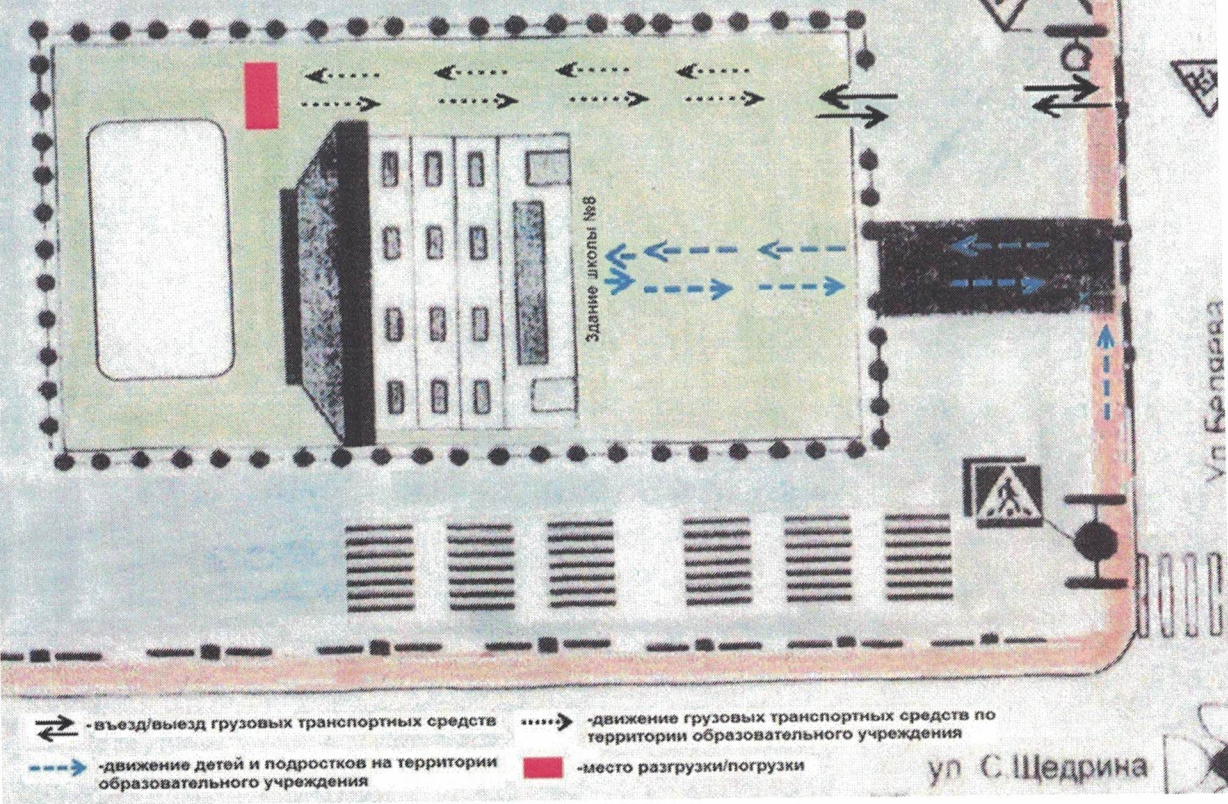 Здание школы №8
Ул Беляева
-въезд/выезд грузовых транспортных средств
-движение грузовых транспортных средств по
территории образовательного учреждения
-движение детей и подростков на территории
образовательного учреждения
-место разгрузки/погрузки
ул С.Щедрина